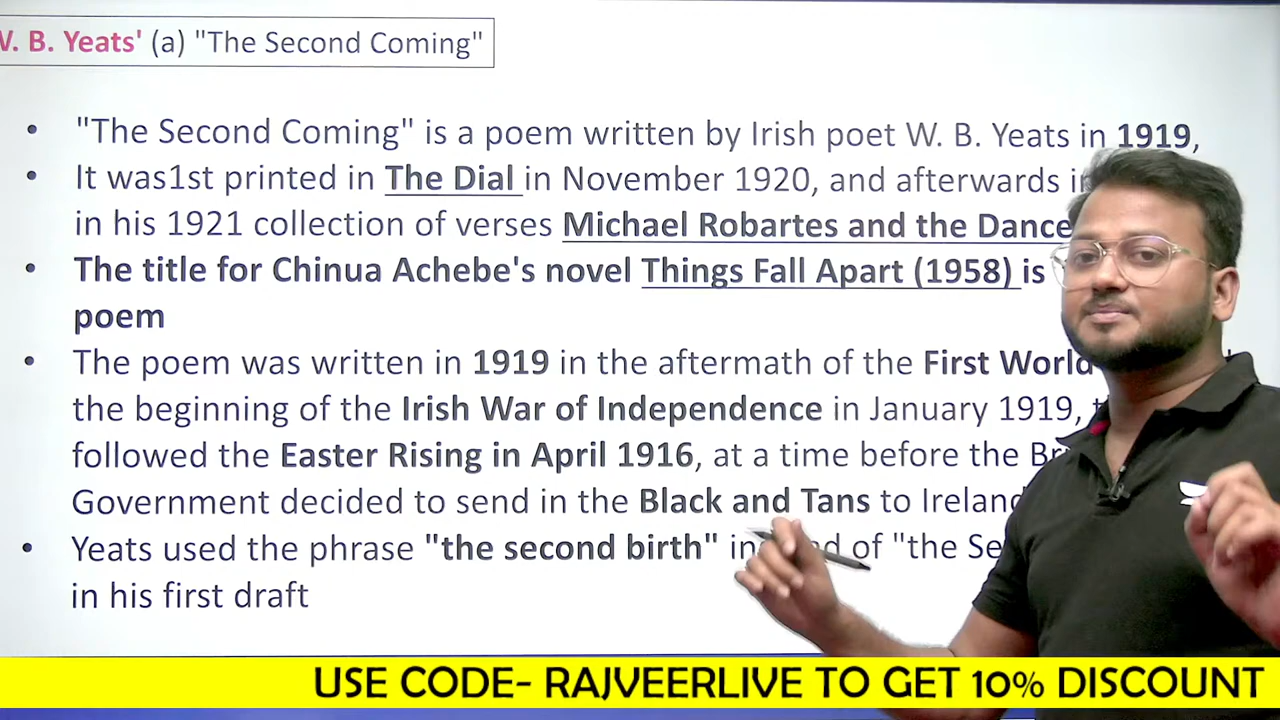 W. B. Yeats' (a) "The Second Coming"
"The Second Coming" is a poem written by Irish poet W. B. Yeats in 1919,
It was1st printed in The Dial in November 1920, and afterwards
in his 1921 collection of verses Michael Robartes and the Dance
The title for Chinua Achebe's novel Things Fall Apart (1958) is
poem
The poem was written in 1919 in the aftermath of the First World
the beginning of the Irish War of Independence in January 1919,
followed the Easter Rising in April 1916, at a time before the
Government decided to send in the Black and Tans to Ireland
Yeats used the phrase "the second birth" of "the
in his first draft
USE CODE- RAJVEERLIVE TO GET 10% DISCOUNT